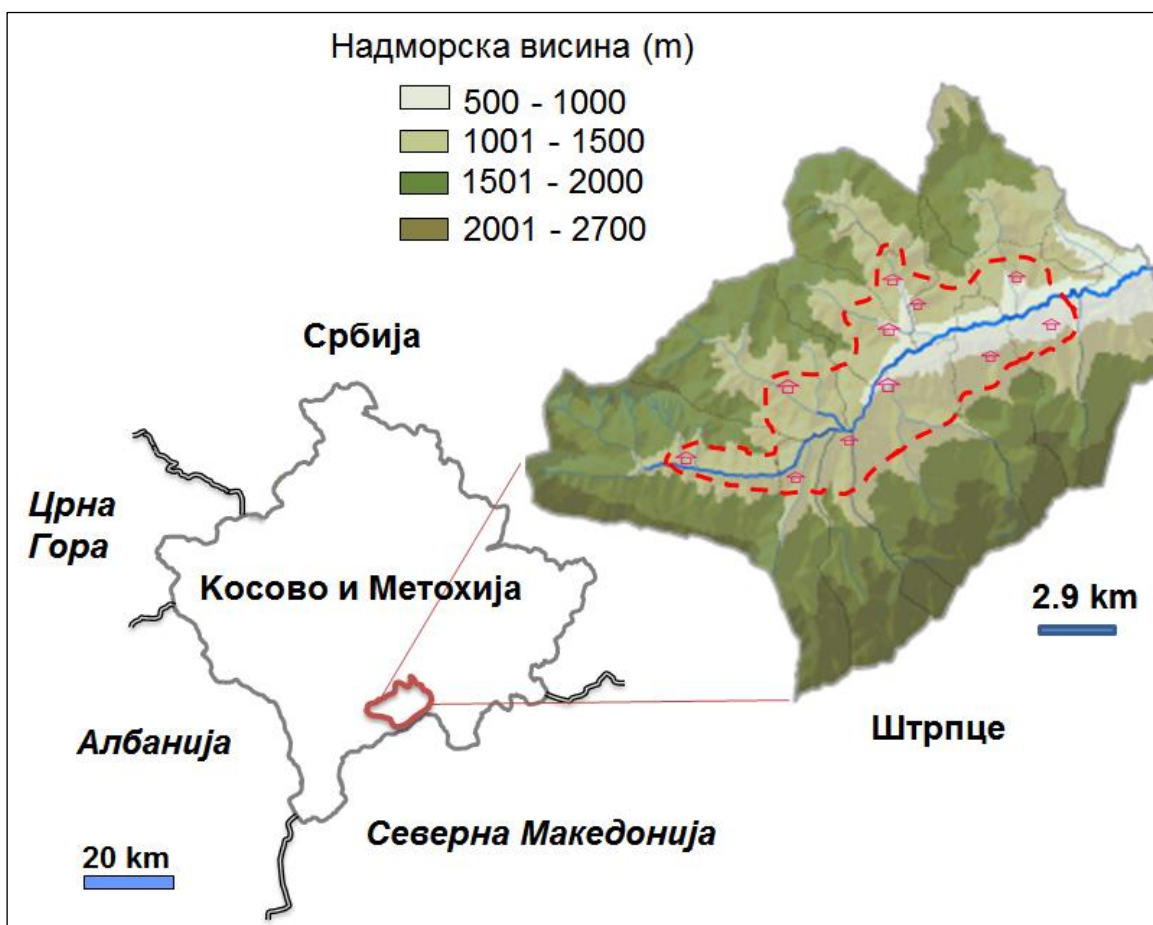 Надморска висина (m)
500 - 1000
1001 - 1500
1501 - 2000
2001 - 2700
Србија
Црна
Гора
Косово и Метохија
2.9 km
Штрпце
Албанија
Северна Македонија
20 km